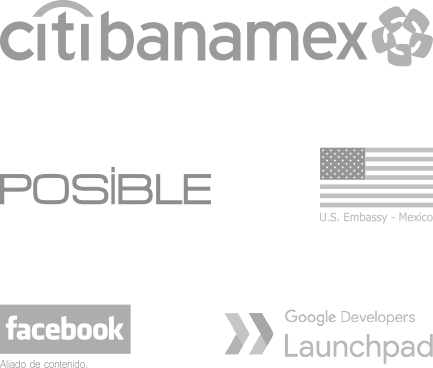 citibanamex
POSiBLE
U.S. Embassy - Mexico
facebook
Aliado de contenido.
Google Developers
Launchpad